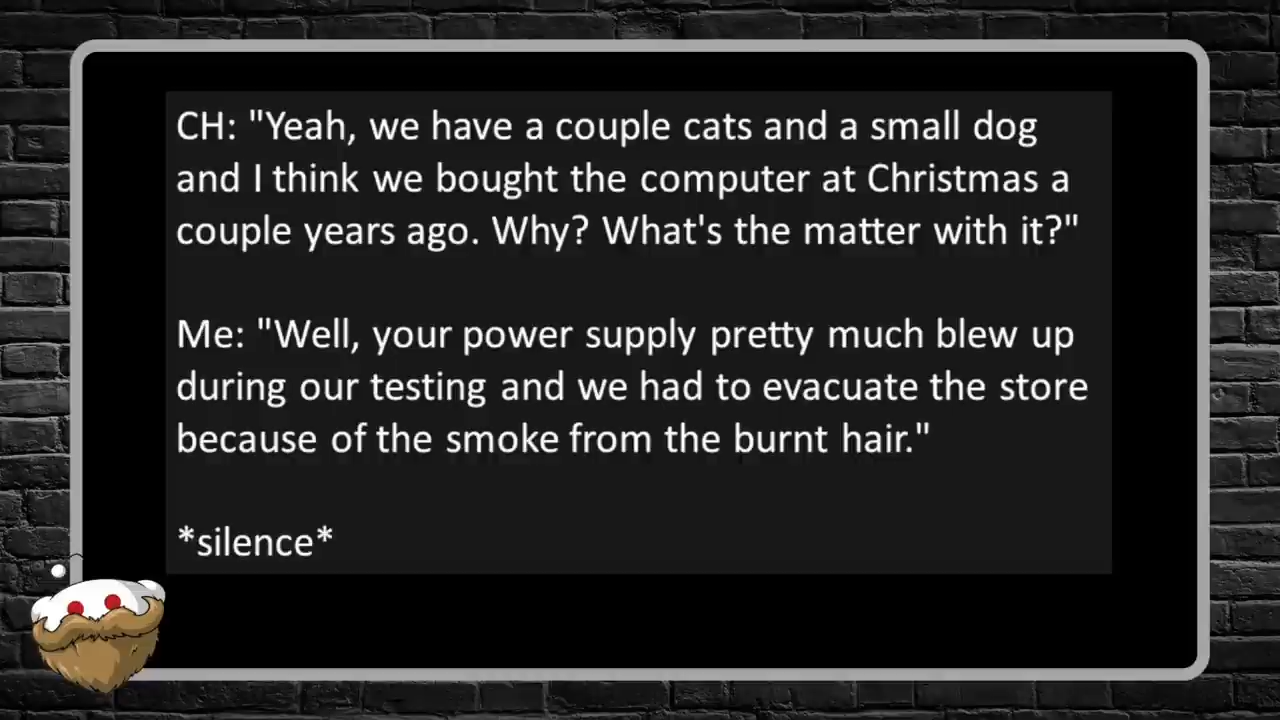 CH: "Yeah, we have a couple cats and a small dog
and I think we bought the computer at Christmas a
couple years ago. Why? What's the matter with it?"
Me: "Well, your power supply pretty much blew up
during our testing and we had to evacuate the store
because of the smoke from the burnt hair."
*silence*